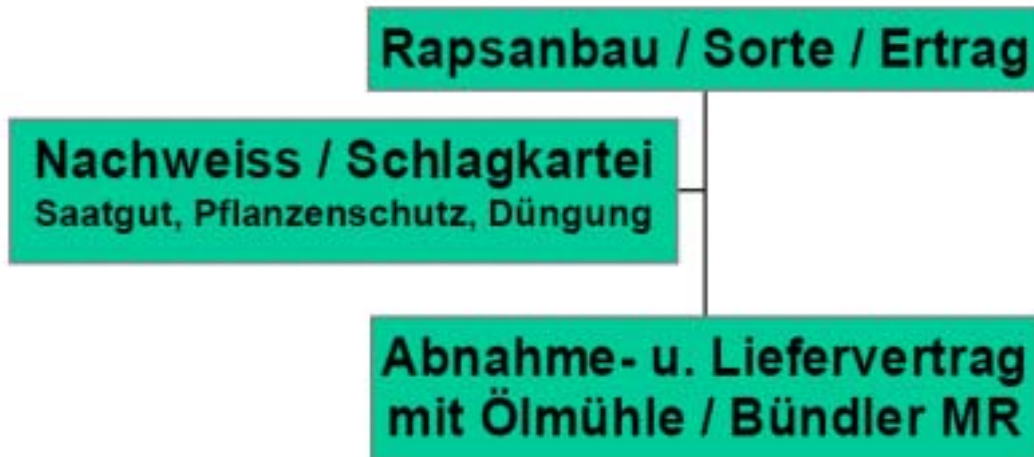 Rapsanbau / Sorte / Ertrag
Nachweiss / Schlagkartei
Saatgut, Pflanzenschutz, Düngung
Abnahme- u. Liefervertrag
mit Ölmühle / Bündler MR